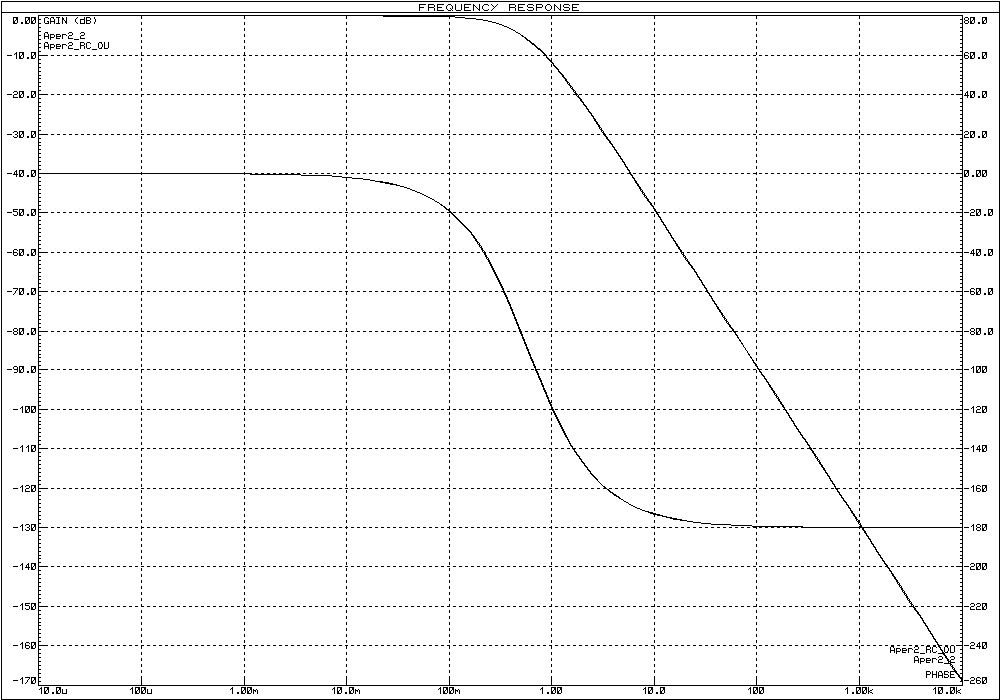 FREQUENCY RESPONSE
0.00 GAIN (dB) 80.0
Aper2_2
Aper2_RC_OU
-10.0 60.0
-20.0 40.0
-30.0 20.0
-40.0 0.00
-50.0 -20.0
-60.0 -40.0
-70.0 -60.0
-80.0 -80.0
-90.0 -100
-100 -120
-110 -140
-120 -160
-130 -180
-140 -200
-150 -220
-160 -240
Aper2_RC_OU
Aper2_2
PHASE
-170 -260
10.0u 100u 1.00m 10.0m 100m 1.00 10.0 100 1.00k 10.0k